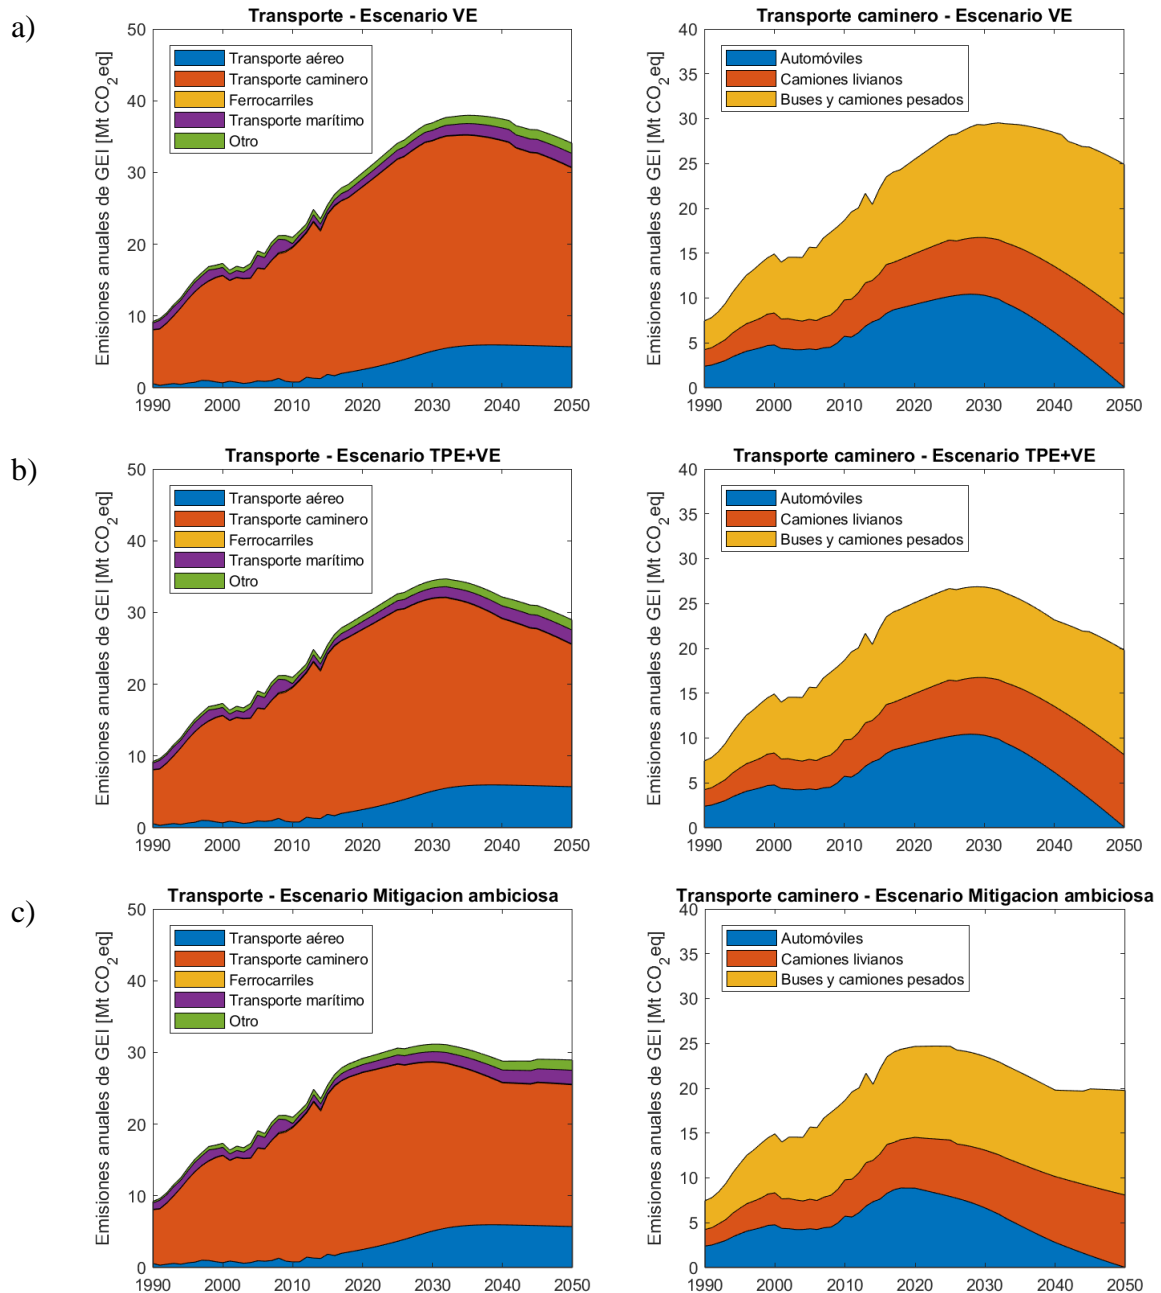 a)
Transporte - Escenario VE
Emisiones anuales de GEI [Mt CO2eq]
50
40
30
20
10
0
Transporte aéreo
Transporte caminero
Ferrocarriles
Transporte marítimo
Otro
1990 2000 2010 2020 2030 2040 2050
Transporte caminero - Escenario VE
Emisiones anuales de GEI [Mt CO2eq]
40
35
30
25
20
15
10
5
0
Automóviles
Camiones livianos
Buses y camiones pesados
1990 2000 2010 2020 2030 2040 2050
b)
Transporte - Escenario TPE+VE
Emisiones anuales de GEI [Mt CO2eq]
50
40
30
20
10
0
Transporte aéreo
Transporte caminero
Ferrocarriles
Transporte marítimo
Otro
1990 2000 2010 2020 2030 2040 2050
Transporte caminero - Escenario TPE+VE
Emisiones anuales de GEI [Mt CO2eq]
40
35
30
25
20
15
10
5
0
Automóviles
Camiones livianos
Buses y camiones pesados
1990 2000 2010 2020 2030 2040 2050
c)
Transporte - Escenario Mitigacion ambiciosa
Emisiones anuales de GEI [Mt CO2eq]
50
40
30
20
10
0
Transporte aéreo
Transporte caminero
Ferrocarriles
Transporte marítimo
Otro
1990 2000 2010 2020 2030 2040 2050
Transporte caminero - Escenario Mitigacion ambiciosa
Emisiones anuales de GEI [Mt CO2eq]
40
35
30
25
20
15
10
5
0
Automóviles
Camiones livianos
Buses y camiones pesados
1990 2000 2010 2020 2030 2040 2050